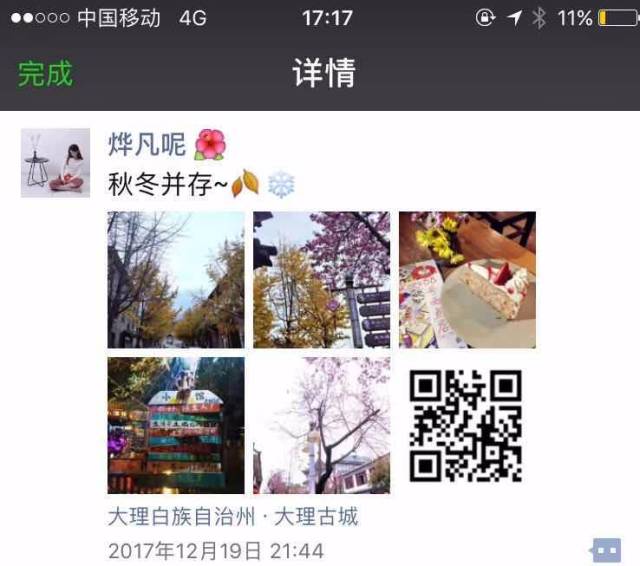 中国移动 4G 17:17 11%
完成 详情
烨凡呢
秋冬并存~
小 馆
大理白族自治州 · 大理古城
2017年12月19日 21:44